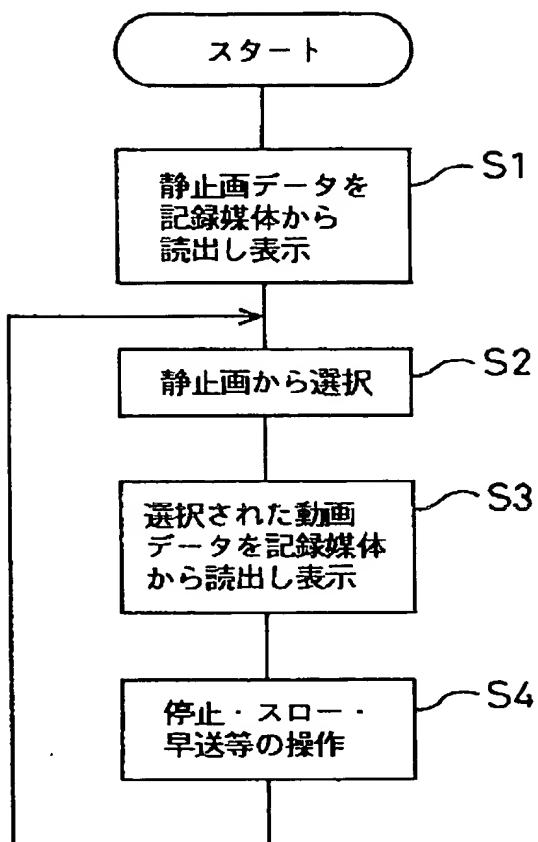 スタート
静止画データを
記録媒体から
読出し表示
S1
静止画から選択
S2
選択された動画
データを記録媒体
から読出し表示
S3
停止・スロー・
早送等の操作
S4